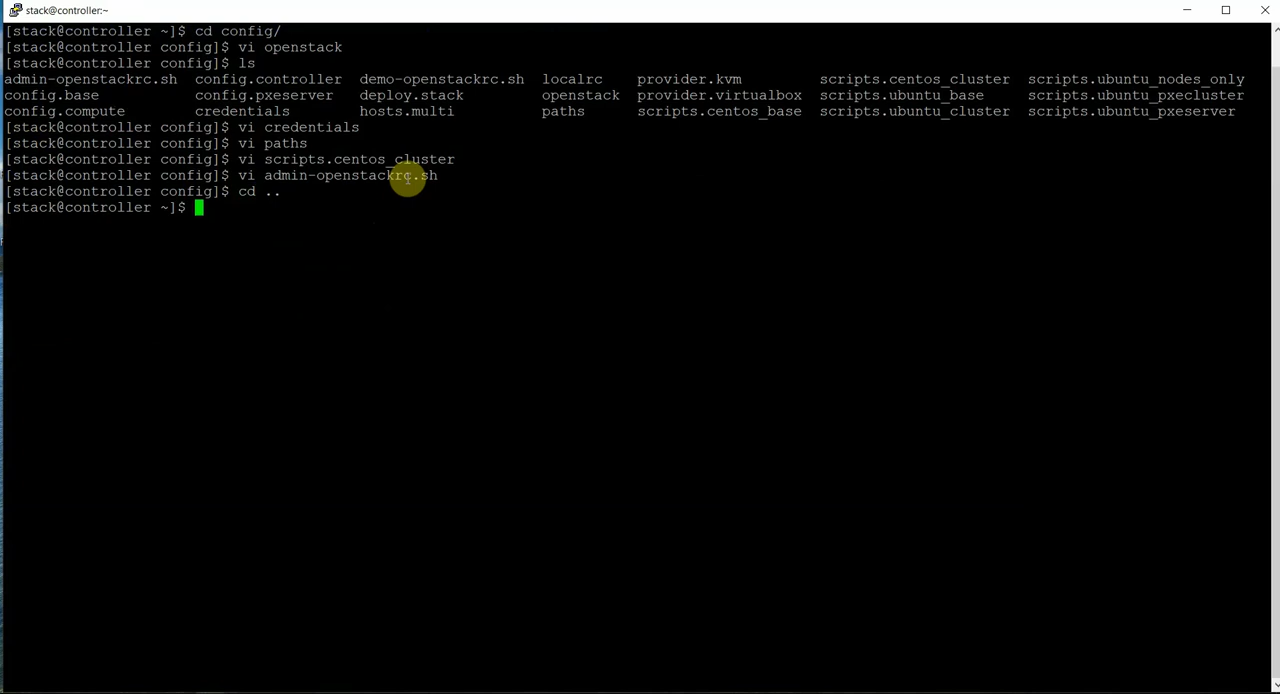 stack@controller:~
[stack@controller ~]$ cd config/
[stack@controller config]$ vi openstack
[stack@controller config]$ ls
admin-openstackrc.sh  config.controller  demo-openstackrc.sh  localrc    provider.kvm         scripts.centos_cluster  scripts.ubuntu_nodes_only
config.base           config.pxeserver   deploy.stack         openstack  provider.virtualbox  scripts.ubuntu_base     scripts.ubuntu_pxecluster
config.compute        credentials        hosts.multi          paths      scripts.centos_base  scripts.ubuntu_cluster  scripts.ubuntu_pxeserver
[stack@controller config]$ vi credentials
[stack@controller config]$ vi paths
[stack@controller config]$ vi scripts.centos_cluster
[stack@controller config]$ vi admin-openstackrc.sh
[stack@controller config]$ cd ..
[stack@controller ~]$